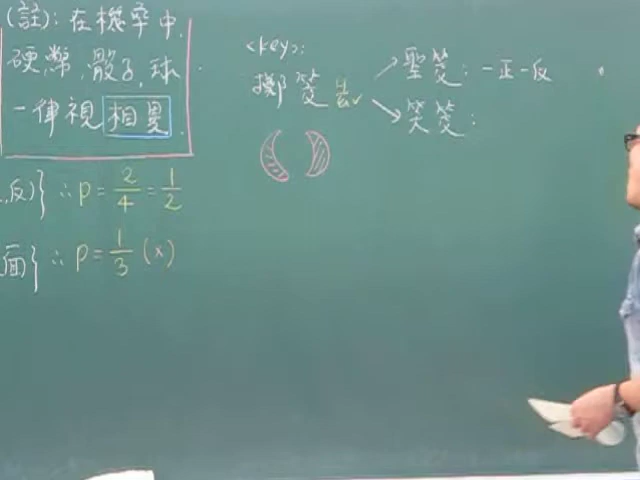 (註): 在機率中,
硬幣, 骰子, 球
一律視 相異 .
,反)} ∴ P = 2/4 = 1/2
面)} ∴ P = 1/3 (x)
<key>:
擲筊
聖筊: 一正一反
笑筊: